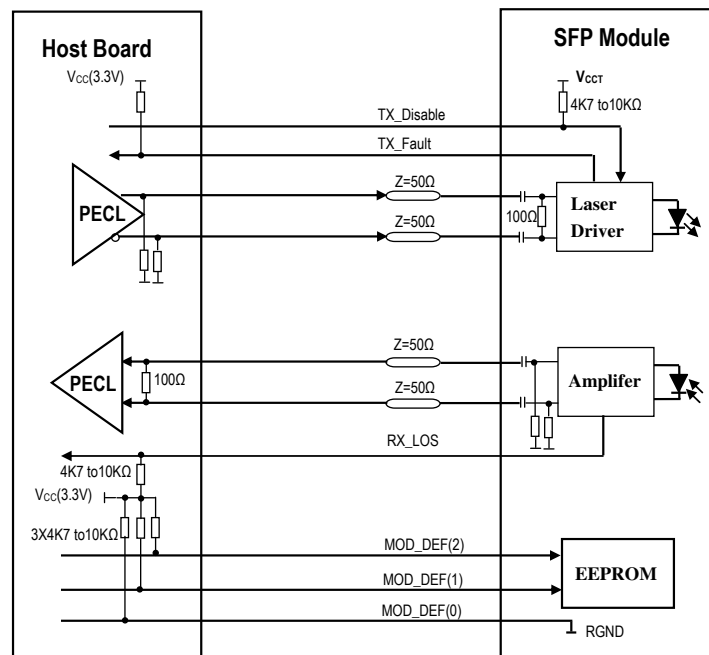 Host Board
SFP Module
VCC(3.3V)
VCCT
4K7 to10KΩ
TX_Disable
TX_Fault
PECL
Z=50Ω
Z=50Ω
100Ω
Laser
Driver
PECL
100Ω
Z=50Ω
Z=50Ω
Amplifer
RX_LOS
4K7 to10KΩ
VCC(3.3V)
3X4K7 to10KΩ
MOD_DEF(2)
MOD_DEF(1)
MOD_DEF(0)
EEPROM
RGND